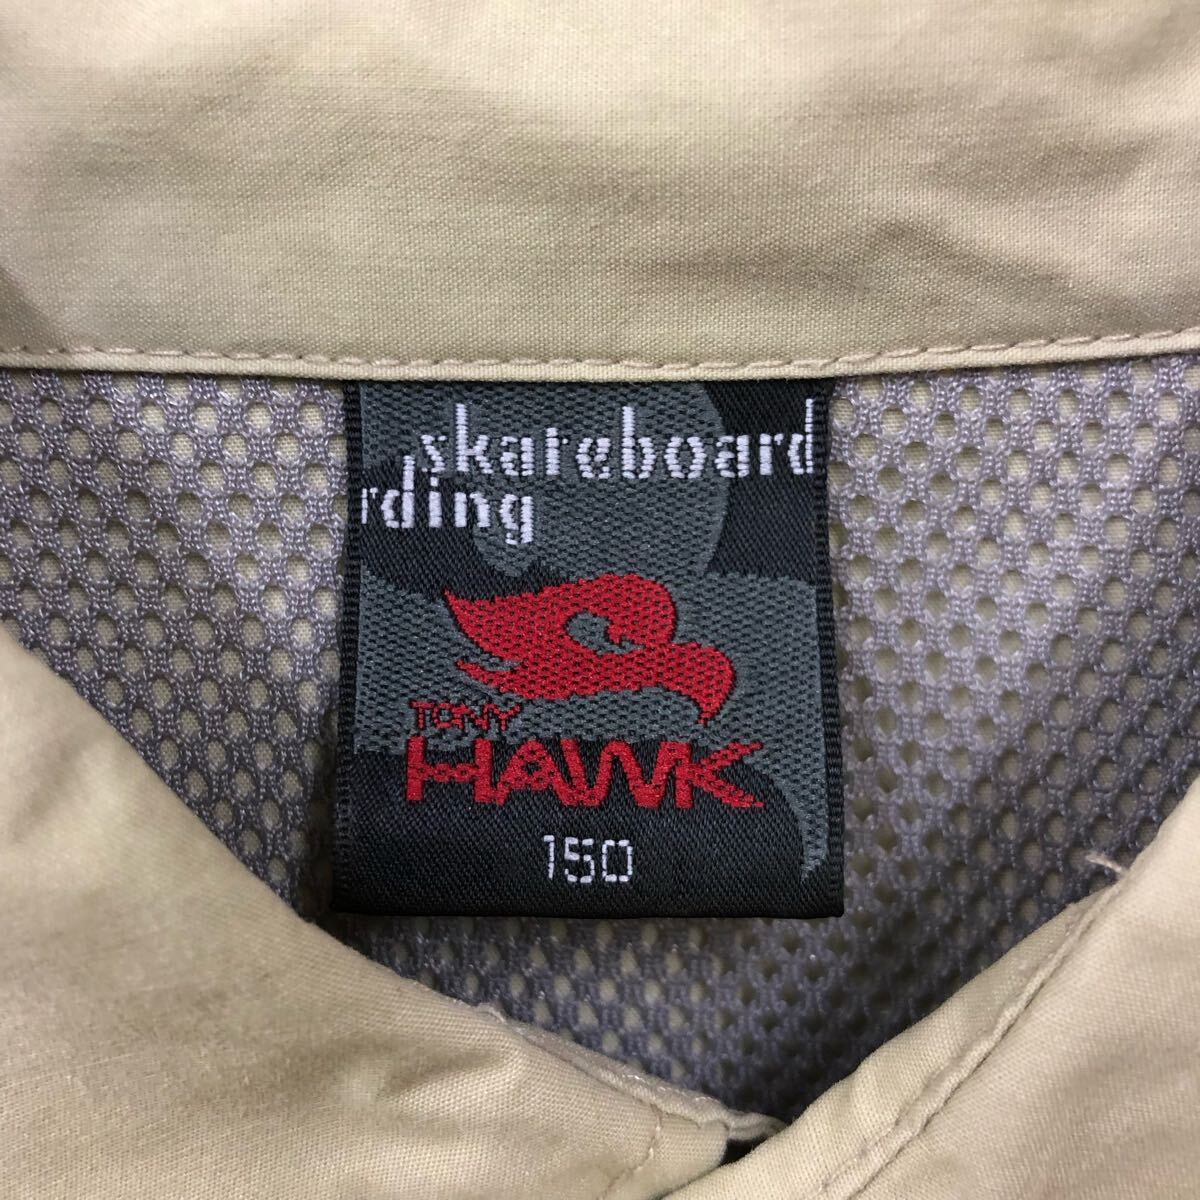 skateboard
rding
TONY
HAWK
150